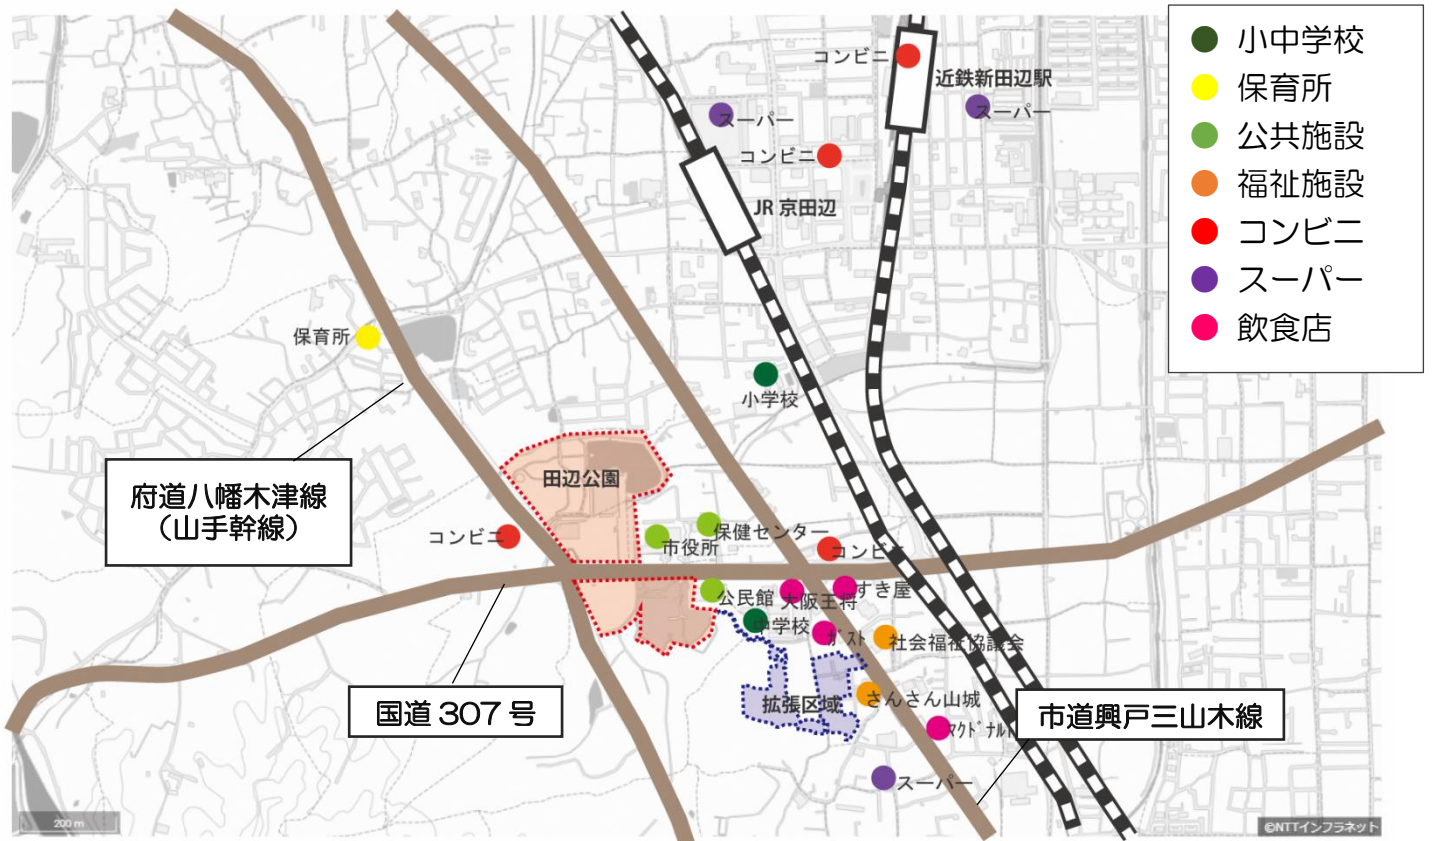 小中学校
保育所
公共施設
福祉施設
コンビニ
スーパー
飲食店
コンビニ
近鉄新田辺駅
スーパー
スーパー
コンビニ
JR 京田辺
保育所
小学校
府道八幡木津線
（山手幹線）
田辺公園
コンビニ
市役所
保健センター
コンビニ
公民館
大阪王将
すき屋
中学校
ガスト
社会福祉協議会
国道 307 号
拡張区域
さんさん山城
ﾏｸﾄﾞﾅﾙﾄﾞ
市道興戸三山木線
スーパー
200 m
©NTTインフラネット